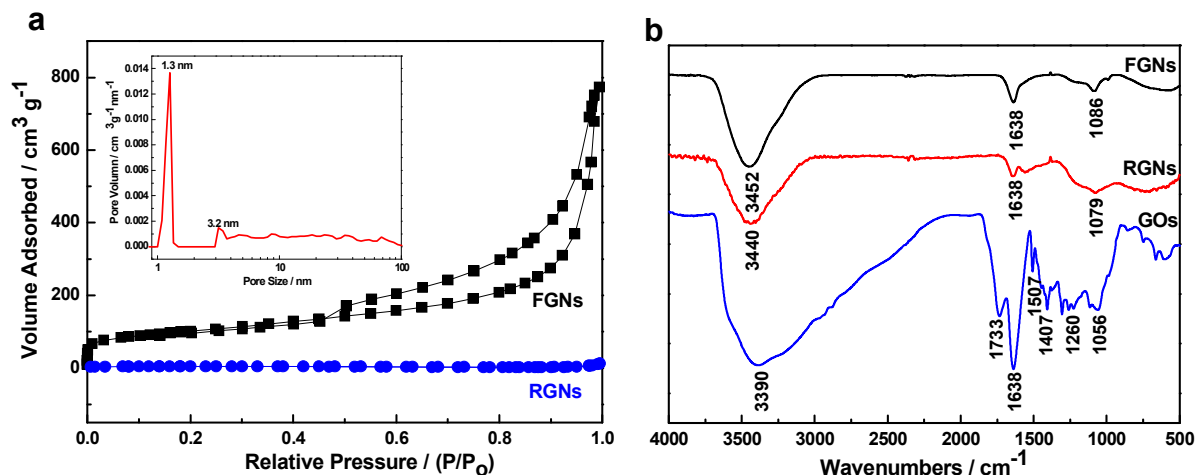 a
Volume Adsorbed / cm³ g⁻¹
800
600
400
200
0
0.0 0.2 0.4 0.6 0.8 1.0
Relative Pressure / (P/P₀)
FGNs
RGNs
Pore Volumn / cm ³g⁻¹nm⁻¹
0.014
0.012
0.010
0.008
0.006
0.004
0.002
0.000
1.3 nm
3.2 nm
1 10 100
Pore Size / nm
b
FGNs
3452
1638
1086
RGNs
3440
1638
1079
GOs
3390
1733
1638
1507
1407
1260
1056
4000 3500 3000 2500 2000 1500 1000 500
Wavenumbers / cm⁻¹